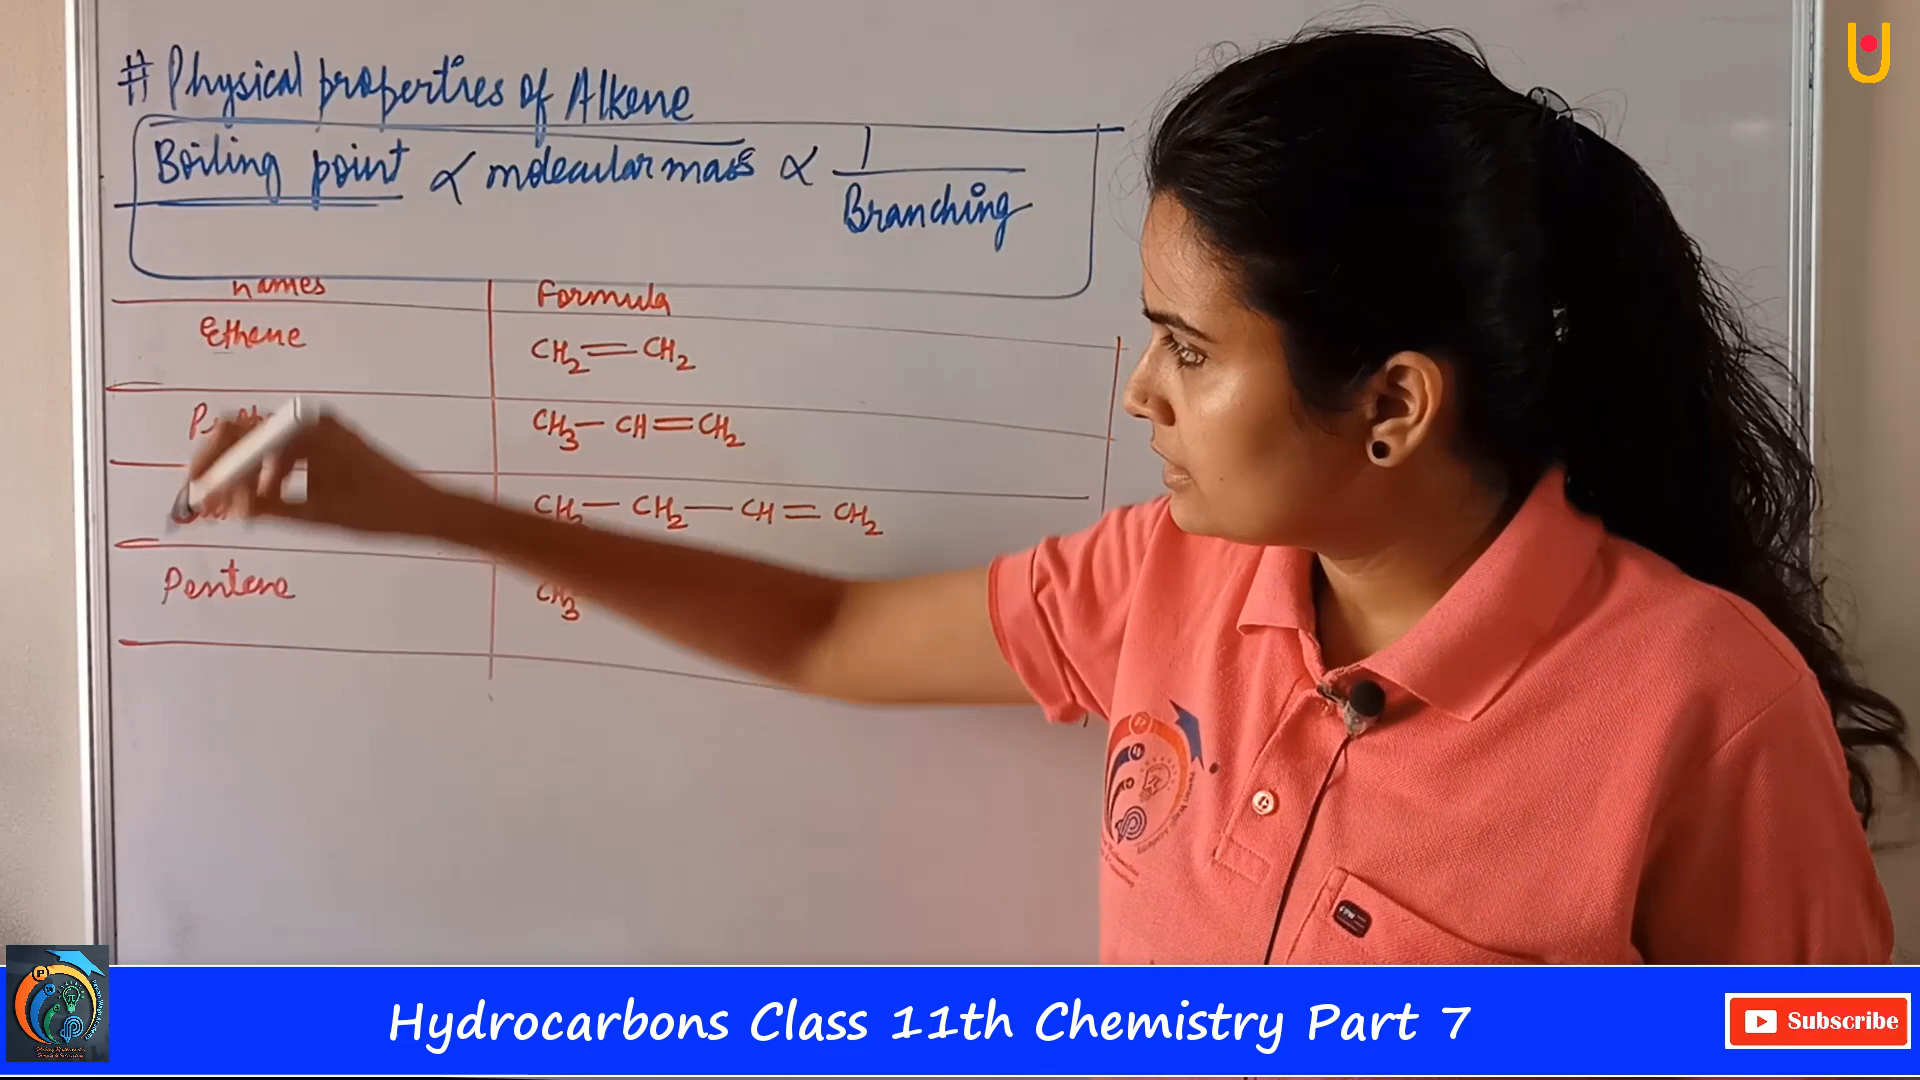 # Physical properties of Alkene
Boiling point ∝ molecular mass ∝ 1/Branching
names Formula
Ethene CH2=CH2
CH3-CH=CH2
CH3-CH2-CH=CH2
Pentene CH3
Hydrocarbons Class 11th Chemistry Part 7
Subscribe